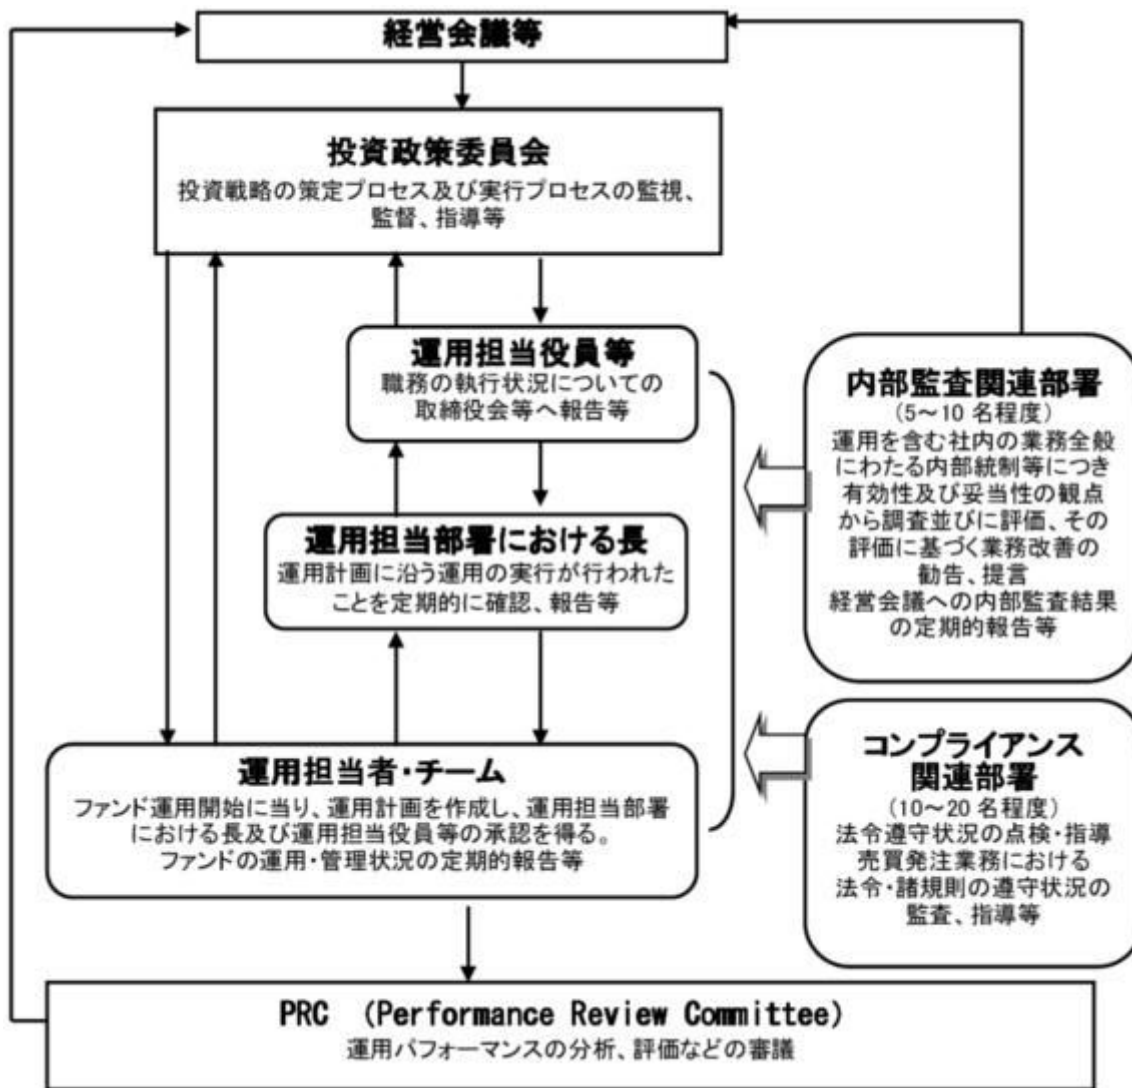 経営会議等
投資政策委員会
投資戦略の策定プロセス及び実行プロセスの監視、
監督、指導等
運用担当役員等
職務の執行状況についての
取締役会等へ報告等
運用担当部署における長
運用計画に沿う運用の実行が行われた
ことを定期的に確認、報告等
運用担当者・チーム
ファンド運用開始に当り、運用計画を作成し、運用担当部署
における長及び運用担当役員等の承認を得る。
ファンドの運用・管理状況の定期的報告等
内部監査関連部署
(5～10 名程度)
運用を含む社内の業務全般
にわたる内部統制等につき
有効性及び妥当性の観点
から調査並びに評価、その
評価に基づく業務改善の
勧告、提言
経営会議への内部監査結果
の定期的報告等
コンプライアンス
関連部署
(10～20 名程度)
法令遵守状況の点検・指導
売買発注業務における
法令・諸規則の遵守状況の
監査、指導等
PRC (Performance Review Committee)
運用パフォーマンスの分析、評価などの審議